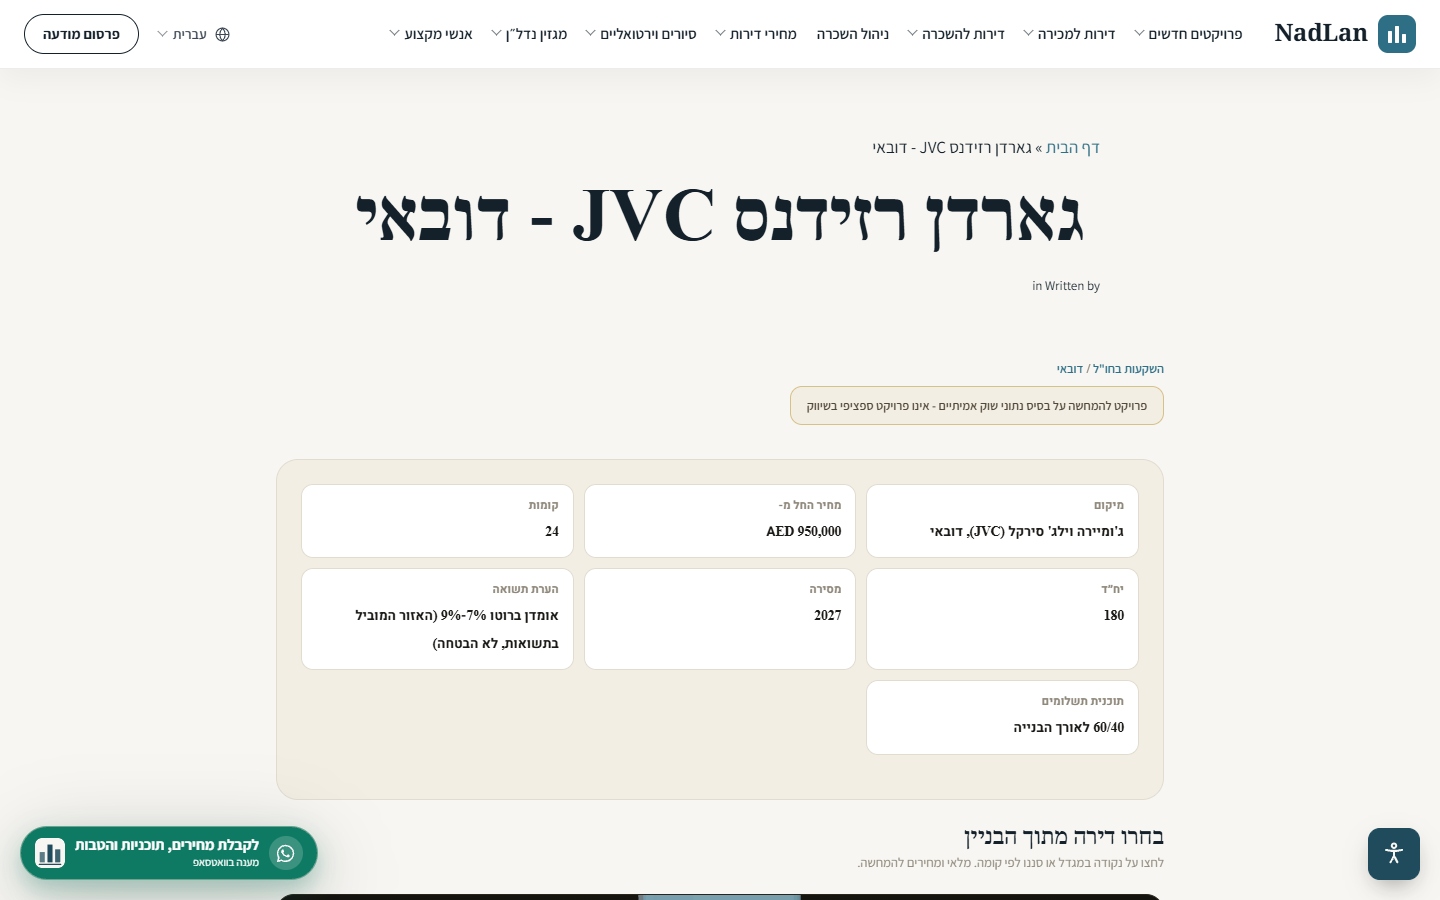 NadLan
פרויקטים חדשים
דירות למכירה
דירות להשכרה
ניהול השכרה
מחירי דירות
סיורים וירטואליים
מגזין נדל״ן
אנשי מקצוע
עברית
פרסום מודעה
דף הבית » גארדן רזידנס JVC - דובאי
גארדן רזידנס JVC - דובאי
in Written by
השקעות בחו"ל / דובאי
פרויקט להמחשה על בסיס נתוני שוק אמיתיים - אינו פרויקט ספציפי בשיווק
מיקום
ג'ומיירה וילג' סירקל (JVC), דובאי
מחיר החל מ-
AED 950,000
קומות
24
יח״ד
180
מסירה
2027
הערת תשואה
אומדן ברוטו 7%-9% (האזור המוביל
בתשואות, לא הבטחה)
תוכנית תשלומים
60/40 לאורך הבנייה
בחרו דירה מתוך הבניין
לחצו על נקודה במגדל או סננו לפי קומה. מלאי ומחירים להמחשה.
לקבלת מחירים, תוכניות והטבות
מענה בוואטסאפ